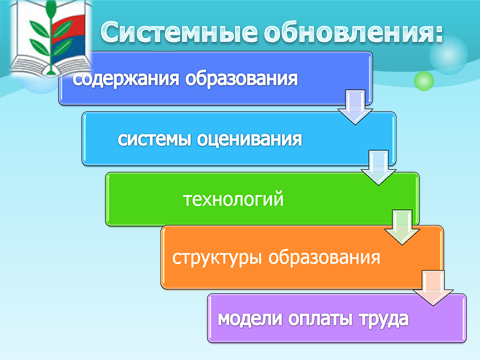 Системные обновления:
содержания образования
системы оценивания
технологий
структуры образования
модели оплаты труда